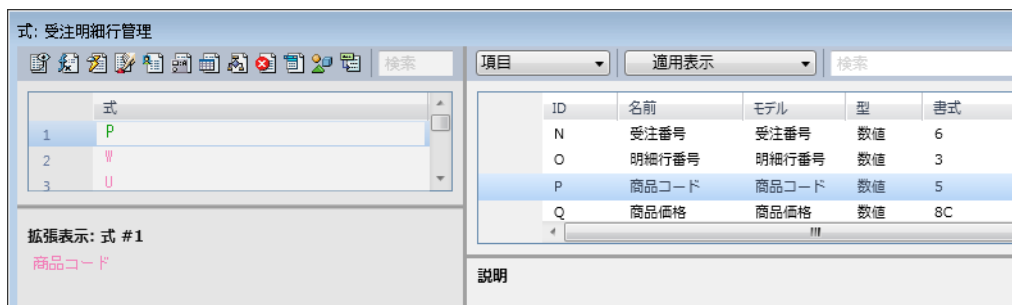 式: 受注明細行管理
検索
式
1 P
2 W
3 U
拡張表示: 式 #1
商品コード
項目 適用表示 検索
ID 名前 モデル 型 書式
N 受注番号 受注番号 数値 6
O 明細行番号 明細行番号 数値 3
P 商品コード 商品コード 数値 5
Q 商品価格 商品価格 数値 8C
説明